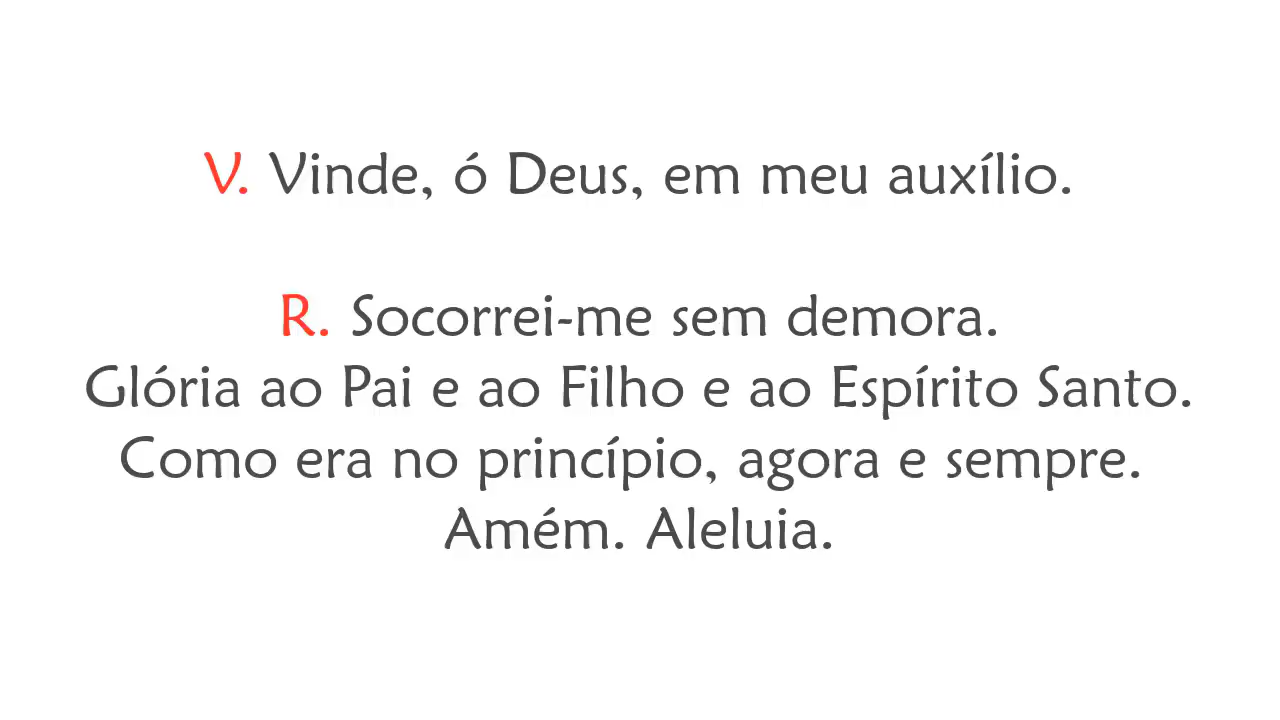 V. Vinde, ó Deus, em meu auxílio.
R. Socorrei-me sem demora.
Glória ao Pai e ao Filho e ao Espírito Santo.
Como era no princípio, agora e sempre.
Amém. Aleluia.